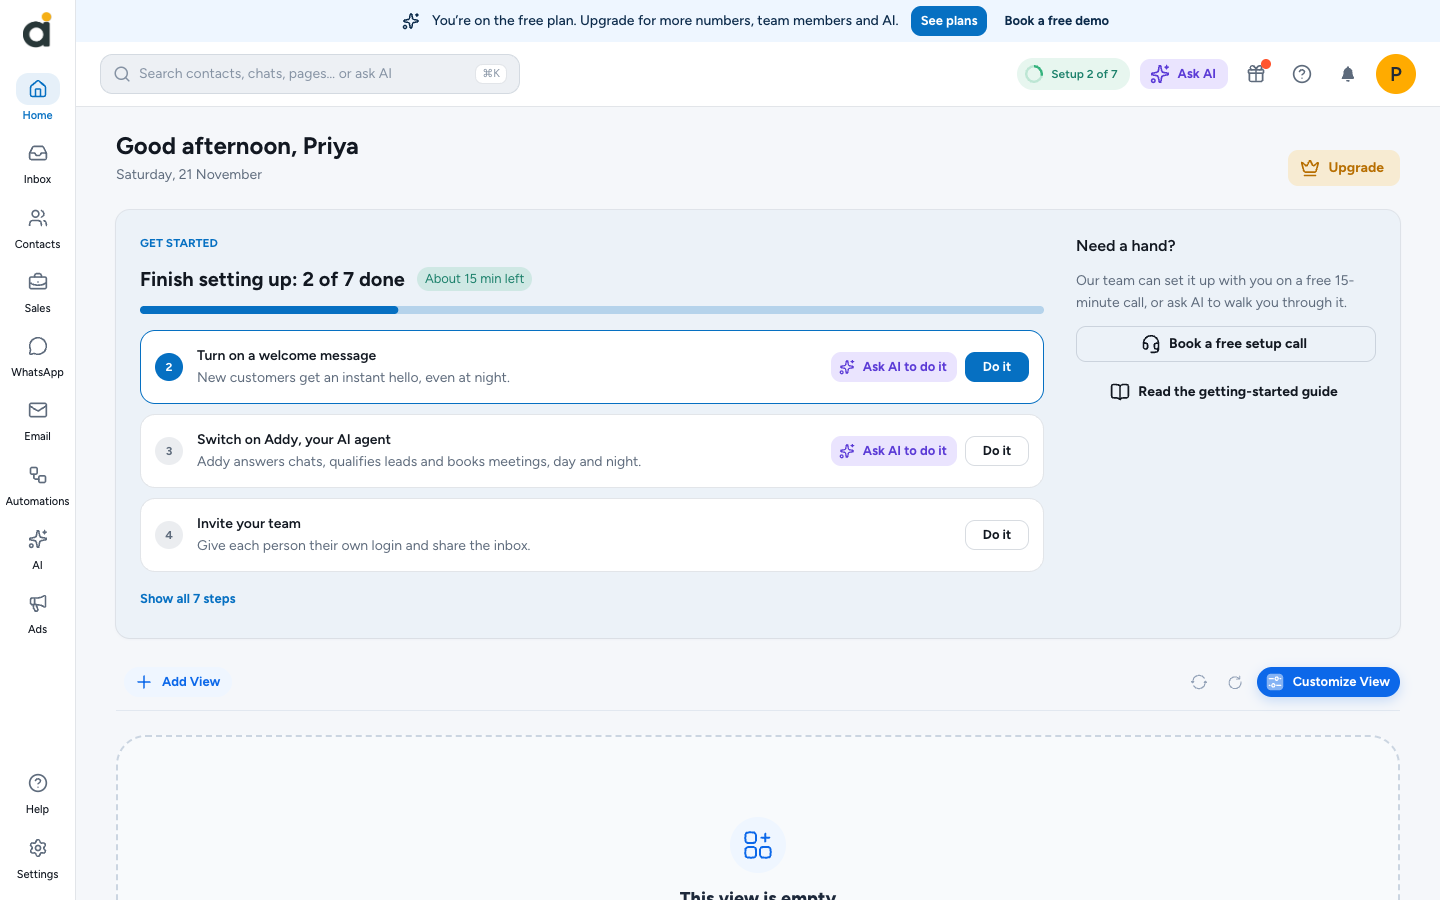 You're on the free plan. Upgrade for more numbers, team members and AI.
See plans
Book a free demo
Search contacts, chats, pages... or ask AI
⌘K
Setup 2 of 7
Ask AI
P
Home
Inbox
Contacts
Sales
WhatsApp
Email
Automations
AI
Ads
Help
Settings
Good afternoon, Priya
Saturday, 21 November
Upgrade
GET STARTED
Finish setting up: 2 of 7 done
About 15 min left
2
Turn on a welcome message
New customers get an instant hello, even at night.
Ask AI to do it
Do it
3
Switch on Addy, your AI agent
Addy answers chats, qualifies leads and books meetings, day and night.
Ask AI to do it
Do it
4
Invite your team
Give each person their own login and share the inbox.
Do it
Show all 7 steps
Need a hand?
Our team can set it up with you on a free 15-
minute call, or ask AI to walk you through it.
Book a free setup call
Read the getting-started guide
Add View
Customize View
This view is empty